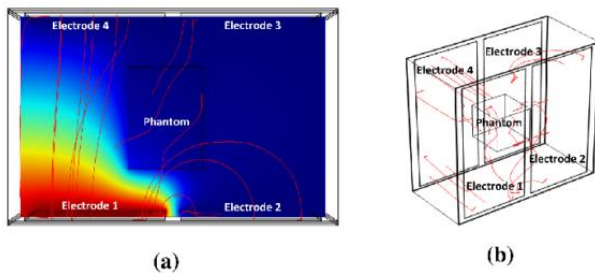 Electrode 4 Electrode 3
Phantom
Electrode 1 Electrode 2
(a)
Electrode 3
Electrode 4
Phantom
Electrode 2
Electrode 1
(b)